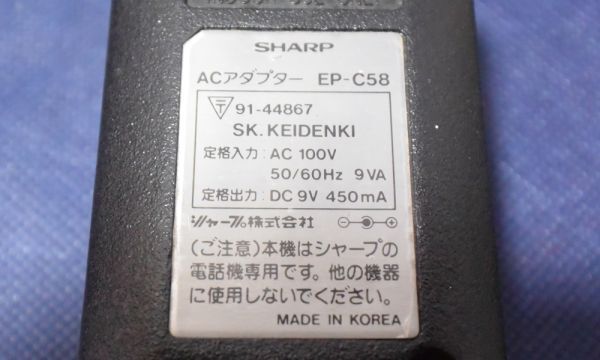 SHARP
ACアダプター EP-C58
〒 91-44867
SK. KEIDENKI
定格入力：AC 100V
50/60Hz 9VA
定格出力：DC 9V 450mA
シャープ株式会社
(ご注意)本機はシャープの
電話機専用です。他の機器
に使用しないでください。
MADE IN KOREA